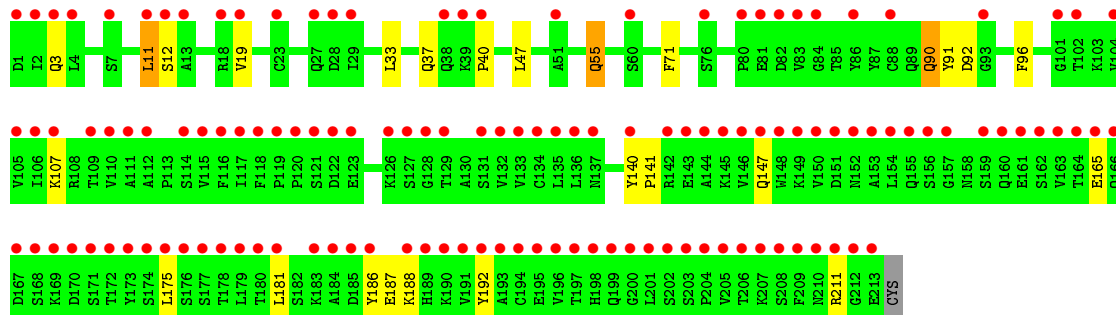 D1 I2 Q3 L4 S7 L11 S12 A13 R18 V19 C23 Q27 D28 I29 L33 Q37 Q38 K39 P40 L47 A51 Q55 S60 F71 S76 P80 E81 D82 V83 G84 T85 Y86 Y87 C88 Q89 Q90 Y91 D92 G93 F96 G101 T102 K103 V104
V105 I106 K107 R108 T109 V110 A111 A112 P113 S114 V115 F116 I117 F118 P119 P120 S121 D122 E123 K126 S127 G128 T129 A130 S131 V132 V133 C134 L135 L136 N137 Y140 P141 R142 E143 A144 K145 V146 Q147 W148 K149 V150 D151 N152 A153 L154 Q155 S156 G157 N158 S159 Q160 E161 S162 V163 T164 E165 Q166
D167 S168 K169 D170 S171 T172 Y173 S174 L175 S176 S177 T178 L179 T180 L181 S182 K183 A184 D185 Y186 E187 K188 H189 K190 V191 Y192 A193 C194 E195 V196 T197 H198 Q199 G200 L201 S202 S203 P204 V205 T206 K207 S208 F209 N210 R211 G212 E213 CYS